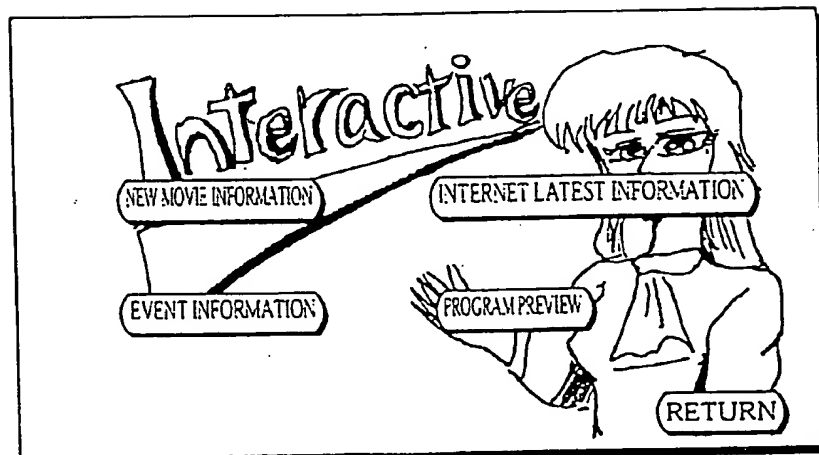 Interactive
NEW MOVIE INFORMATION
INTERNET LATEST INFORMATION
EVENT INFORMATION
PROGRAM PREVIEW
RETURN